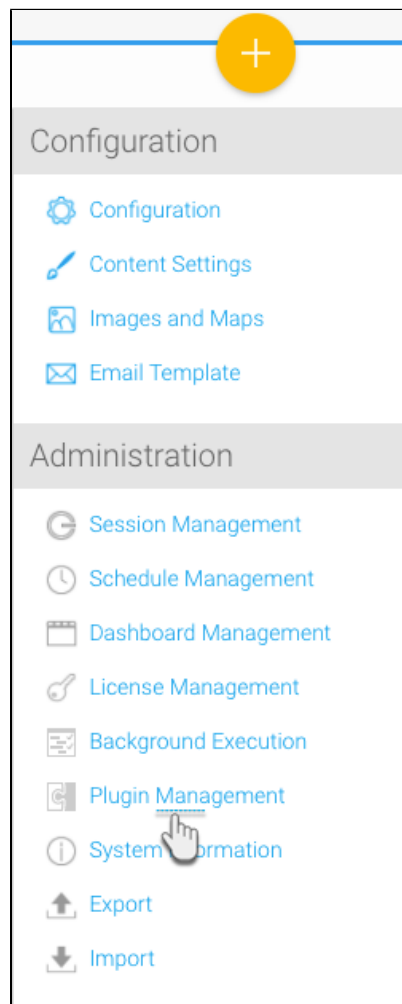 Configuration
Configuration
Content Settings
Images and Maps
Email Template
Administration
Session Management
Schedule Management
Dashboard Management
License Management
Background Execution
Plugin Management
System Information
Export
Import